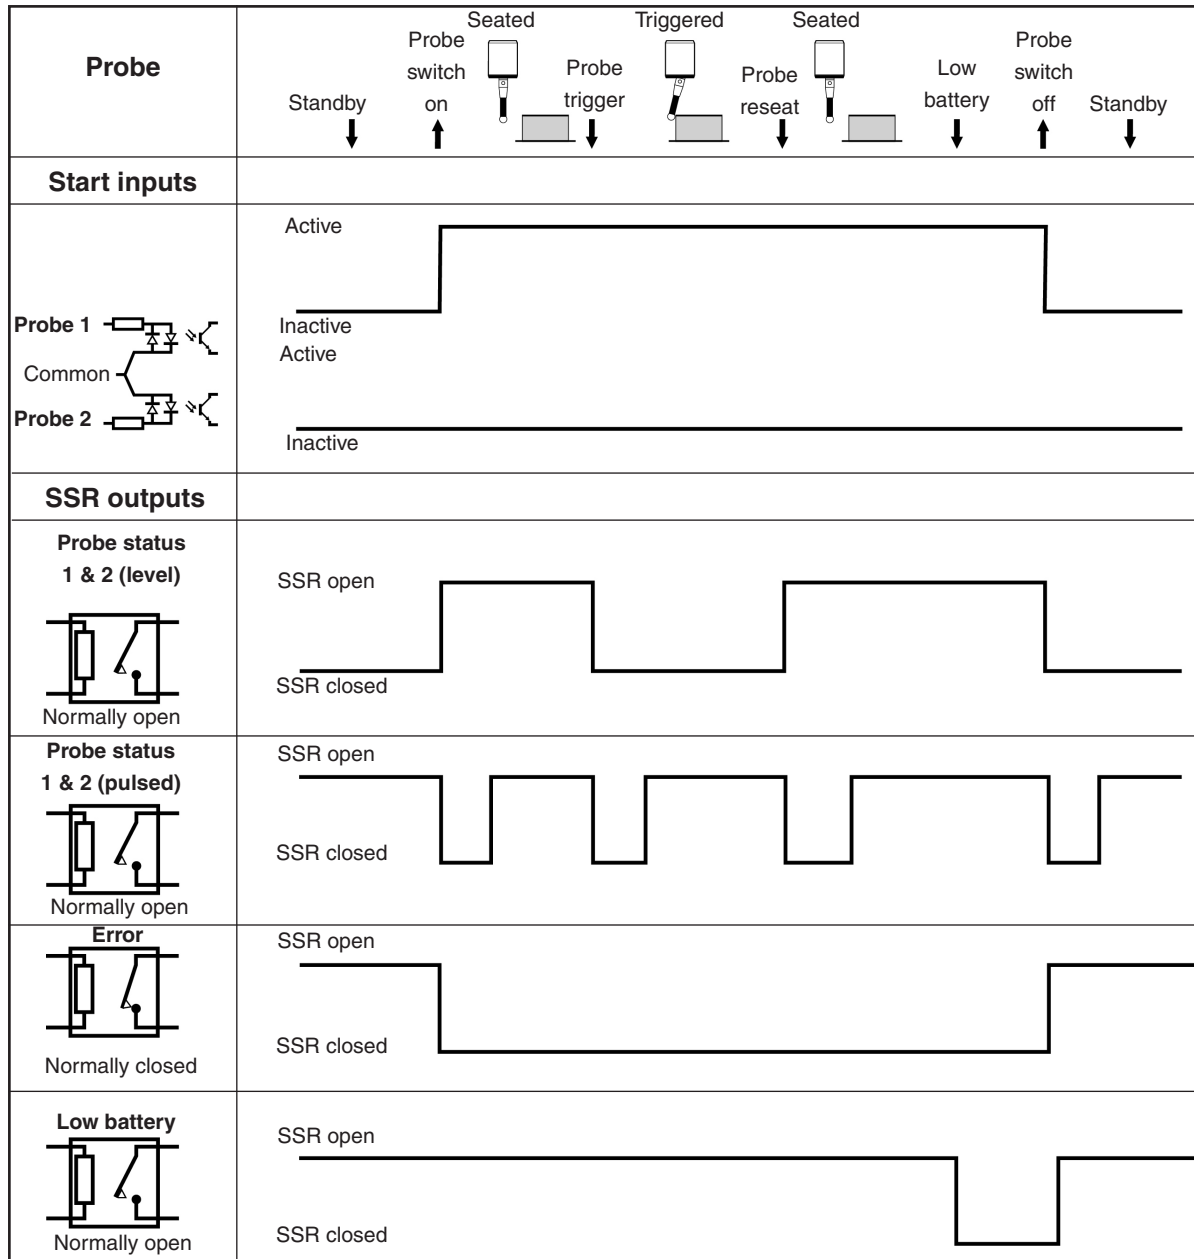 Probe
Standby
Probe
switch
on
Seated
Probe
trigger
Triggered
Probe
reseat
Seated
Low
battery
Probe
switch
off
Standby
Start inputs
Probe 1
Common
Probe 2
Active
Inactive
Active
Inactive
SSR outputs
Probe status
1 & 2 (level)
Normally open
SSR open
SSR closed
Probe status
1 & 2 (pulsed)
Normally open
SSR open
SSR closed
Error
Normally closed
SSR open
SSR closed
Low battery
Normally open
SSR open
SSR closed